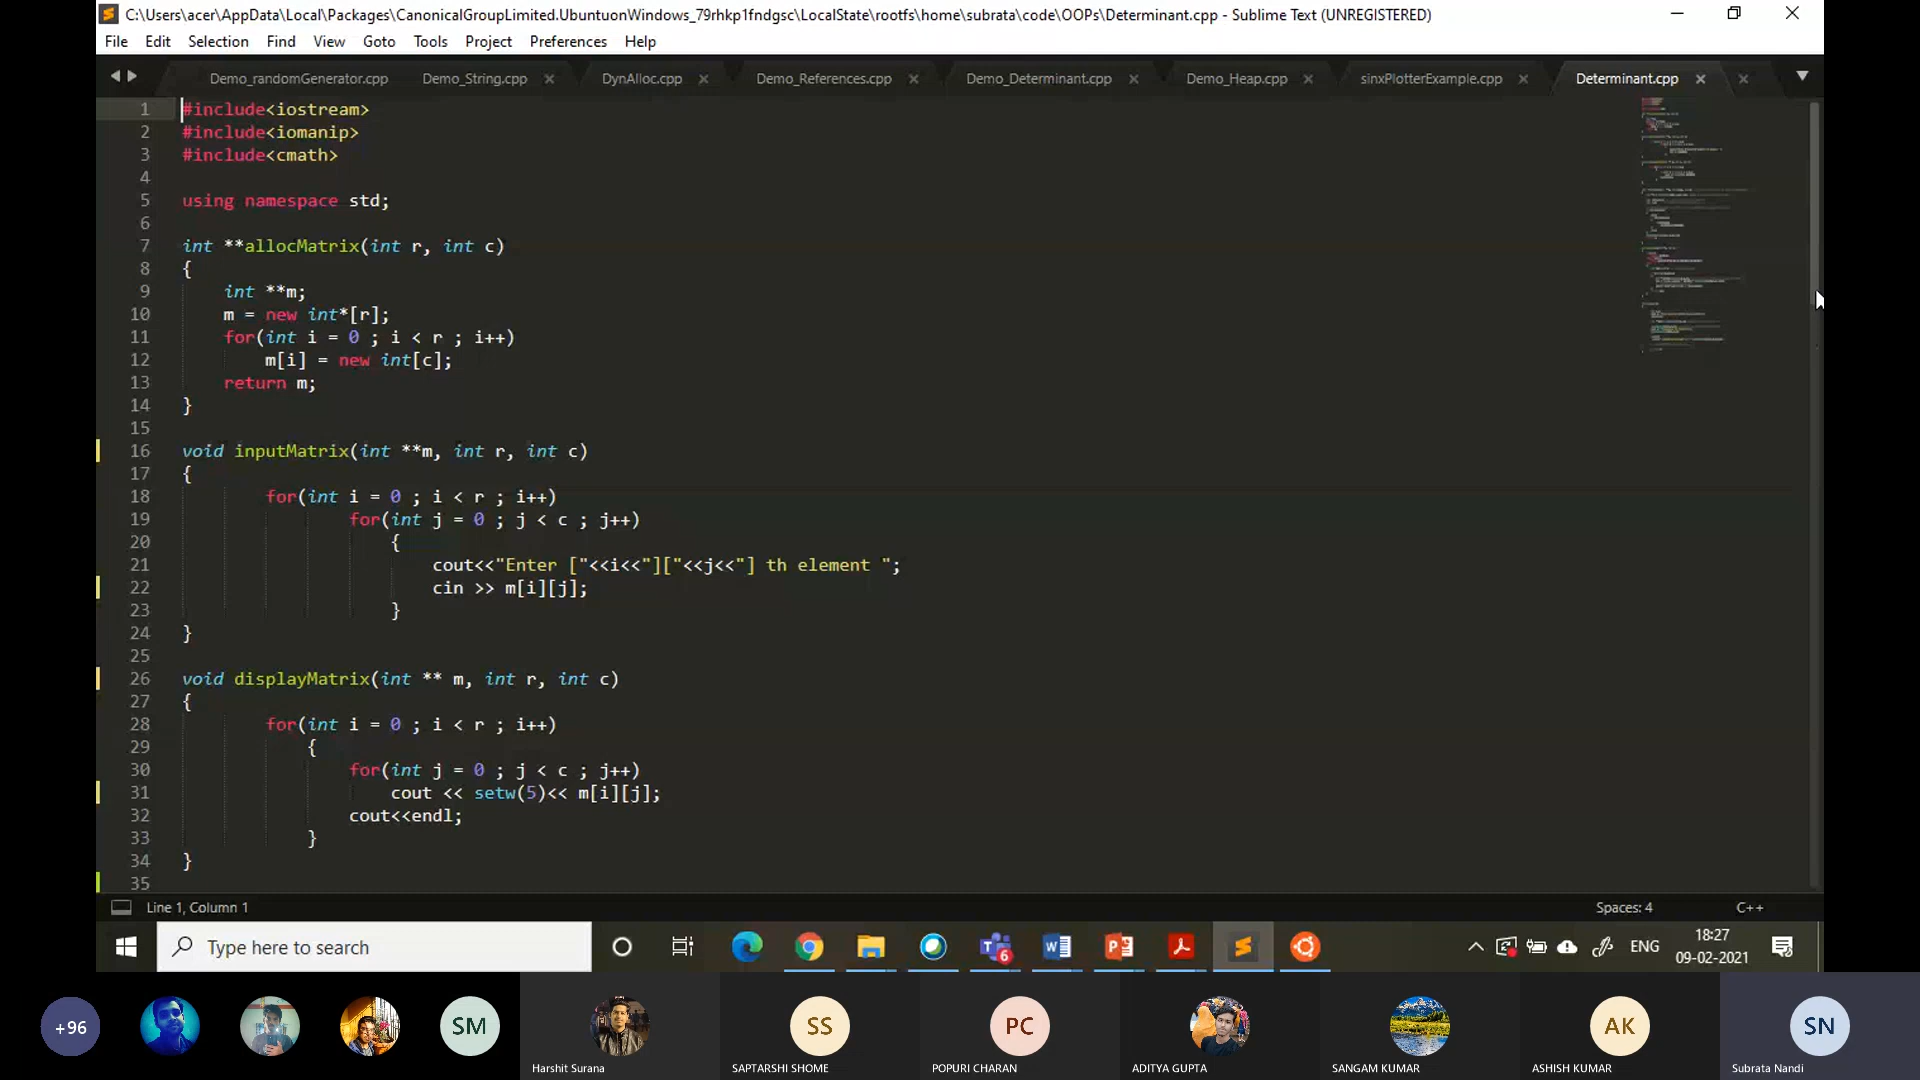 C:\Users\acer\AppData\Local\Packages\CanonicalGroupLimited.UbuntuonWindows_79rhkp1fndgsc\LocalState\rootfs\home\subrata\code\OOPs\Determinant.cpp - Sublime Text (UNREGISTERED)
File Edit Selection Find View Goto Tools Project Preferences Help
Demo_randomGenerator.cpp Demo_String.cpp DynAlloc.cpp Demo_References.cpp Demo_Determinant.cpp Demo_Heap.cpp sinxPlotterExample.cpp Determinant.cpp
1 #include<iostream>
2 #include<iomanip>
3 #include<cmath>
4
5 using namespace std;
6
7 int **allocMatrix(int r, int c)
8 {
9 int **m;
10 m = new int*[r];
11 for(int i = 0 ; i < r ; i++)
12 m[i] = new int[c];
13 return m;
14 }
15
16 void inputMatrix(int **m, int r, int c)
17 {
18 for(int i = 0 ; i < r ; i++)
19 for(int j = 0 ; j < c ; j++)
20 {
21 cout<<"Enter ["<<i<<"]["<<j<<"] th element ";
22 cin >> m[i][j];
23 }
24 }
25
26 void displayMatrix(int ** m, int r, int c)
27 {
28 for(int i = 0 ; i < r ; i++)
29 {
30 for(int j = 0 ; j < c ; j++)
31 cout << setw(5)<< m[i][j];
32 cout<<endl;
33 }
34 }
35
Line 1, Column 1 Spaces: 4 C++
Type here to search 6 ENG 18:27
09-02-2021
+96 SM SS PC AK SN
Harshit Surana SAPTARSHI SHOME POPURI CHARAN ADITYA GUPTA SANGAM KUMAR ASHISH KUMAR Subrata Nandi